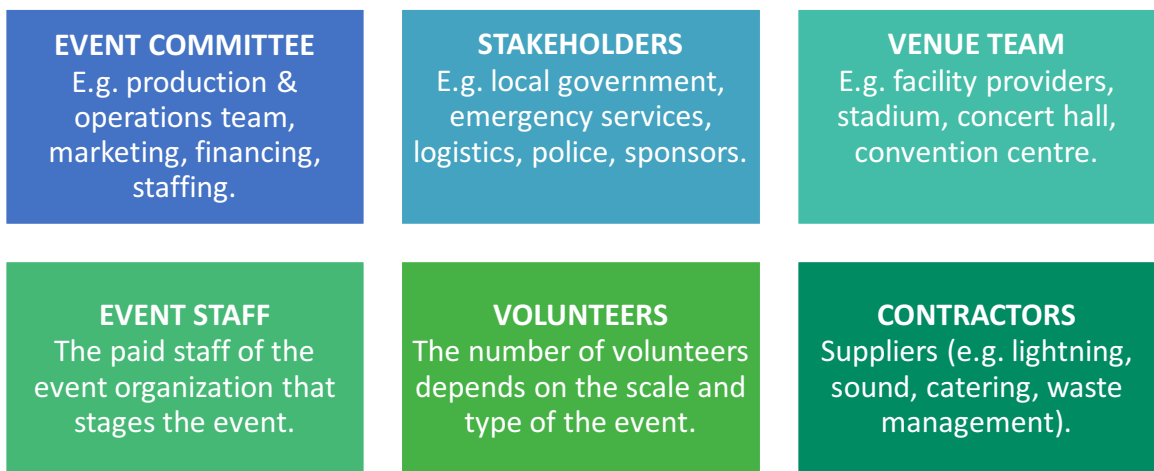 EVENT COMMITTEE
E.g. production &
operations team,
marketing, financing,
staffing.
STAKEHOLDERS
E.g. local government,
emergency services,
logistics, police, sponsors.
VENUE TEAM
E.g. facility providers,
stadium, concert hall,
convention centre.
EVENT STAFF
The paid staff of the
event organization that
stages the event.
VOLUNTEERS
The number of volunteers
depends on the scale and
type of the event.
CONTRACTORS
Suppliers (e.g. lightning,
sound, catering, waste
management).